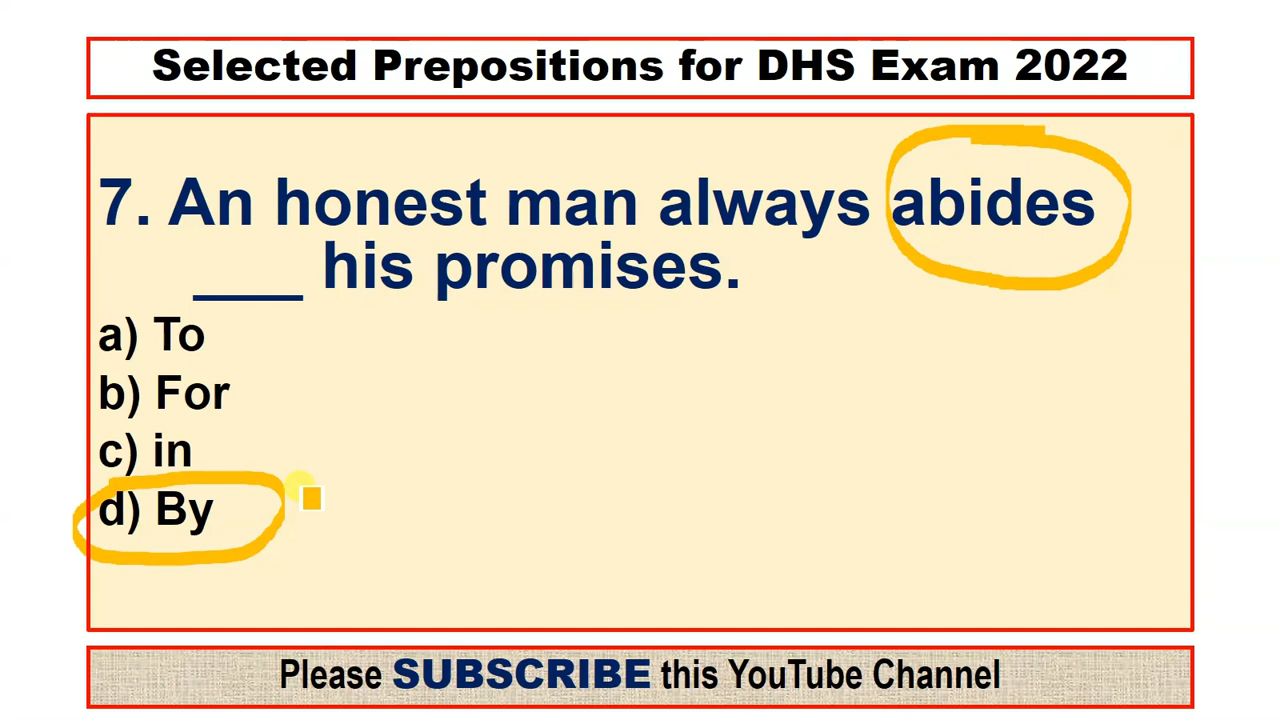 Selected Prepositions for DHS Exam 2022
7. An honest man always abides
___ his promises.
a) To
b) For
c) in
d) By
Please SUBSCRIBE this YouTube Channel